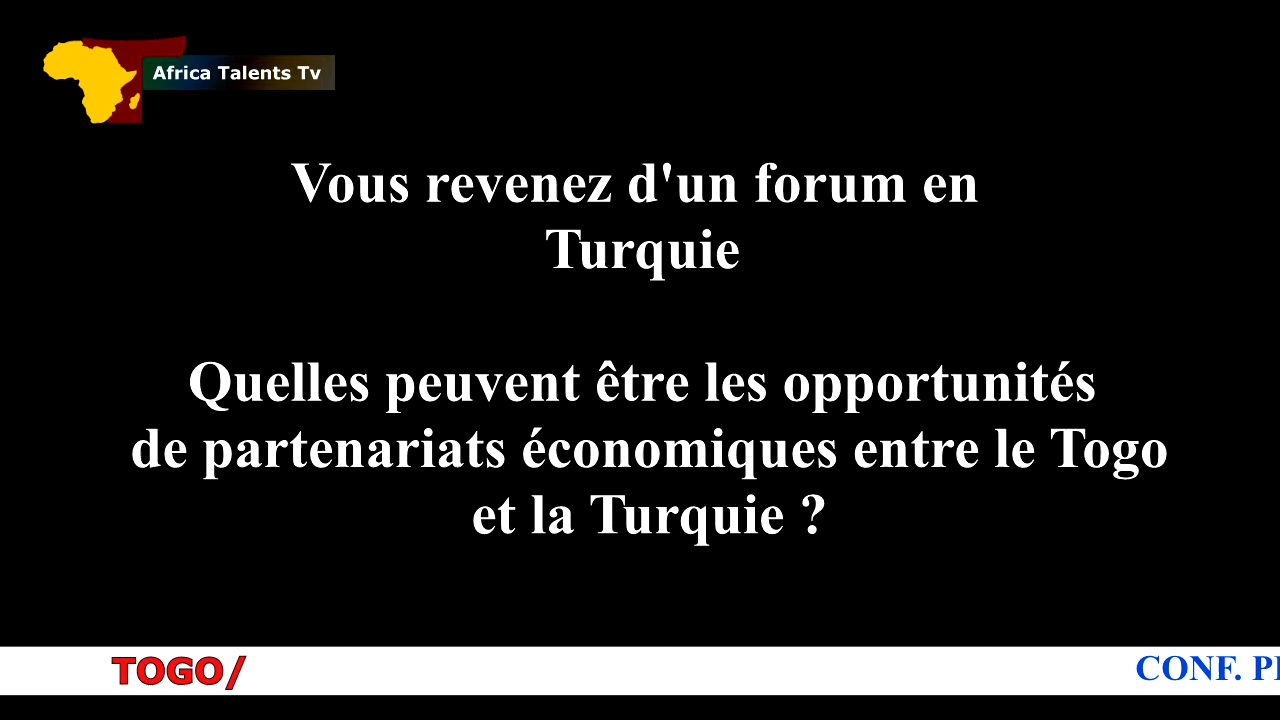 Africa Talents Tv
Vous revenez d'un forum en
Turquie
Quelles peuvent être les opportunités
de partenariats économiques entre le Togo
et la Turquie ?
TOGO/
CONF.